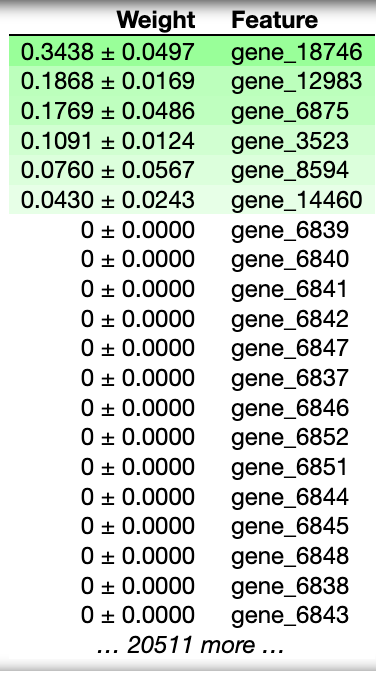 Weight Feature
0.3438 ± 0.0497 gene_18746
0.1868 ± 0.0169 gene_12983
0.1769 ± 0.0486 gene_6875
0.1091 ± 0.0124 gene_3523
0.0760 ± 0.0567 gene_8594
0.0430 ± 0.0243 gene_14460
0 ± 0.0000 gene_6839
0 ± 0.0000 gene_6840
0 ± 0.0000 gene_6841
0 ± 0.0000 gene_6842
0 ± 0.0000 gene_6847
0 ± 0.0000 gene_6837
0 ± 0.0000 gene_6846
0 ± 0.0000 gene_6852
0 ± 0.0000 gene_6851
0 ± 0.0000 gene_6844
0 ± 0.0000 gene_6845
0 ± 0.0000 gene_6848
0 ± 0.0000 gene_6838
0 ± 0.0000 gene_6843
… 20511 more …